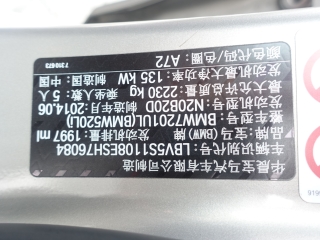 华晨宝马汽车有限公司 制造
车辆识别代号: LBV5S1108ESH76084
品牌: 宝马 (BMW) 发动机排量: 1997 ml
整车型号: BMW7201UL(BMW520Li)
发动机型号: N20B20D 制造年月: 2014.06
最大允许总质量: 2230 kg 乘坐人数: 5 人
发动机最大净功率: 135 kW 制造国: 中国
颜色代码/色圈: A72
7310673